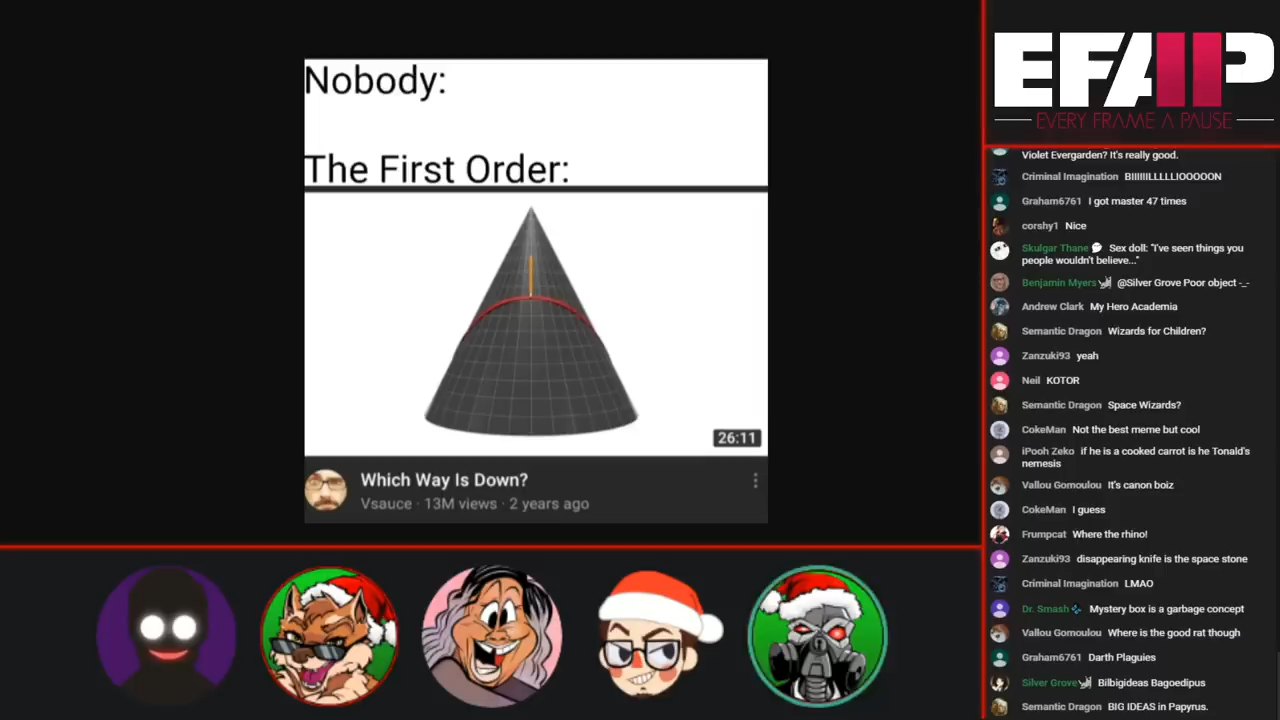 Nobody:
The First Order:
26:11
Which Way Is Down?
Vsauce · 13M views · 2 years ago
EFAP
EVERY FRAME A PAUSE
Violet Evergarden? It's really good.
Criminal Imagination BIIIIIILLLLLIOOOOON
Graham6761 I got master 47 times
corshy1 Nice
Skulgar Thane Sex doll: "I've seen things you
people wouldn't believe..."
Benjamin Myers @Silver Grove Poor object -_-
Andrew Clark My Hero Academia
Semantic Dragon Wizards for Children?
Zanzuki93 yeah
Neil KOTOR
Semantic Dragon Space Wizards?
CokeMan Not the best meme but cool
iPooh Zeko if he is a cooked carrot is he Tonald's
nemesis
Vallou Gomoulou It's canon boiz
CokeMan I guess
Frumpcat Where the rhino!
Zanzuki93 disappearing knife is the space stone
Criminal Imagination LMAO
Dr. Smash Mystery box is a garbage concept
Vallou Gomoulou Where is the good rat though
Graham6761 Darth Plaguies
Silver Grove Bilbigideas Bagoedipus
Semantic Dragon BIG IDEAS in Papyrus.